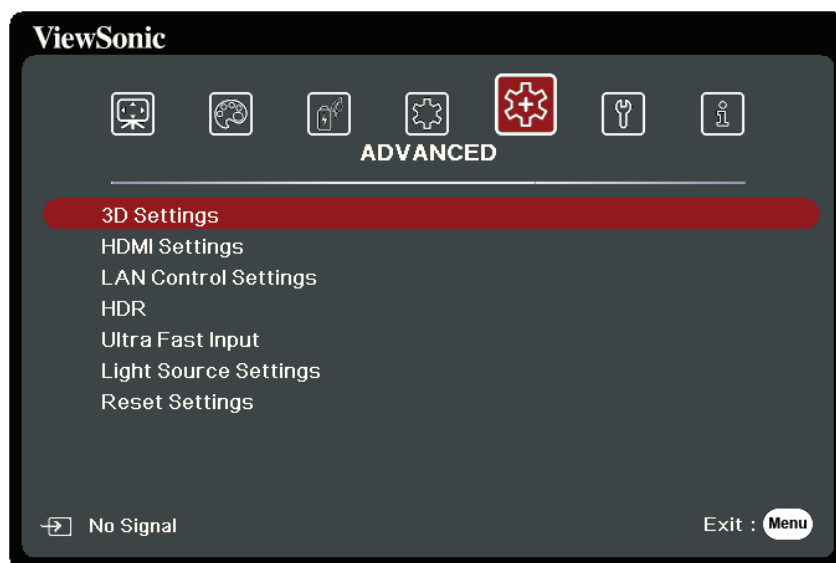 ViewSonic
ADVANCED
3D Settings
HDMI Settings
LAN Control Settings
HDR
Ultra Fast Input
Light Source Settings
Reset Settings
No Signal
Exit : Menu